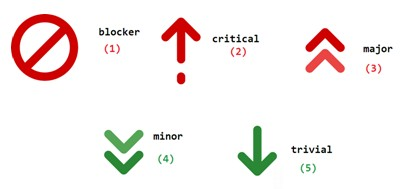 blocker
(1)
critical
(2)
major
(3)
minor
(4)
trivial
(5)